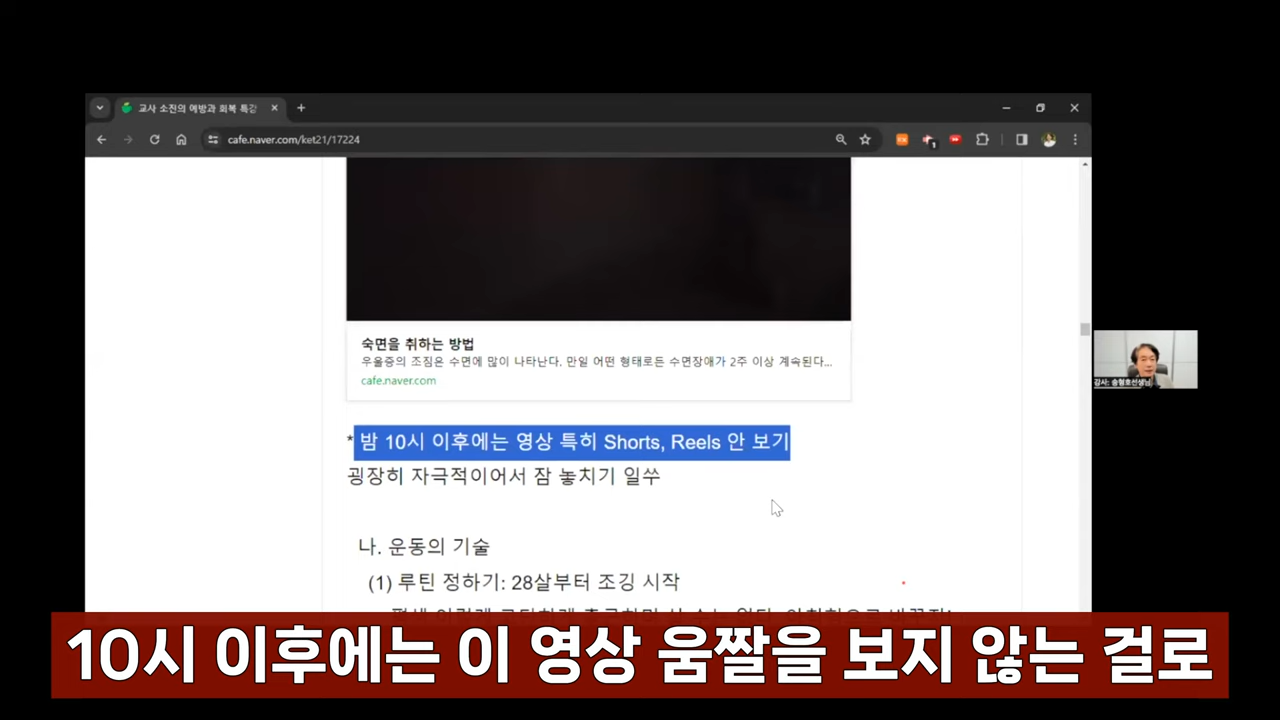 교사 소진의 예방과 회복 특강
cafe.naver.com/ket21/17224
숙면을 취하는 방법
우울증의 조짐은 수면에 많이 나타난다. 만일 어떤 형태로든 수면장애가 2주 이상 계속된다...
cafe.naver.com
* 밤 10시 이후에는 영상 특히 Shorts, Reels 안 보기
굉장히 자극적이어서 잠 놓치기 일쑤
강사: 송형호선생님
나. 운동의 기술
(1) 루틴 정하기: 28살부터 조깅 시작
10시 이후에는 이 영상 움짤을 보지 않는 걸로